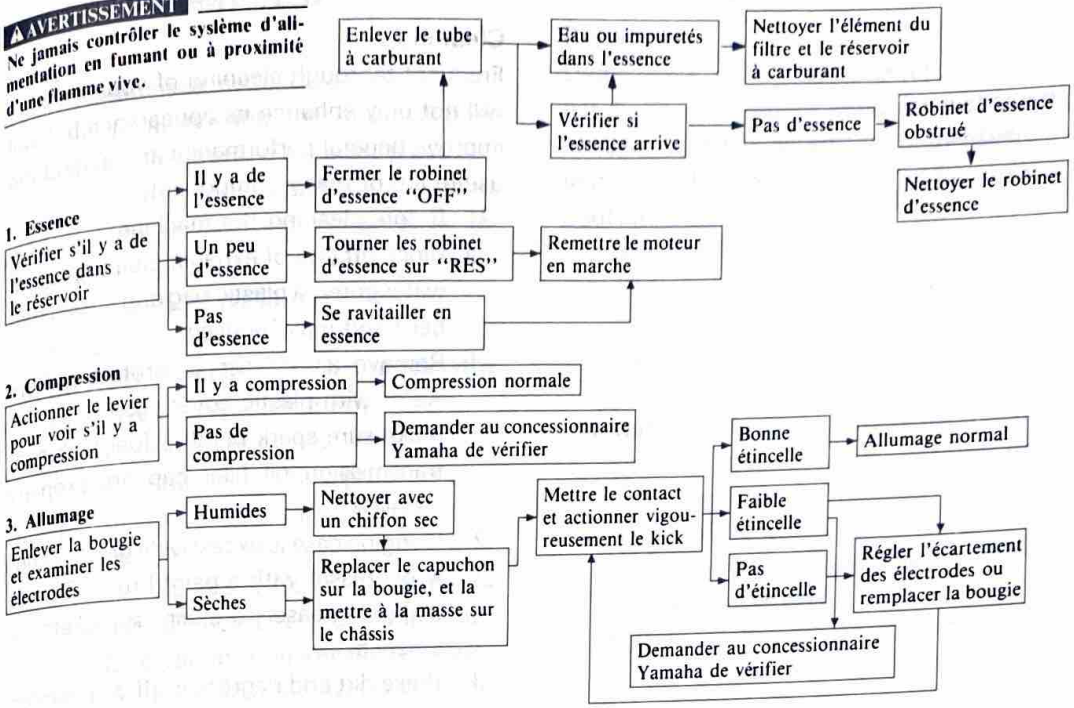 AVERTISSEMENT
Ne jamais contrôler le système d'ali-
mentation en fumant ou à proximité
d'une flamme vive.
Enlever le tube
à carburant
Eau ou impuretés
dans l'essence
Nettoyer l'élément du
filtre et le réservoir
à carburant
Vérifier si
l'essence arrive
Pas d'essence
Robinet d'essence
obstrué
Nettoyer le robinet
d'essence
1. Essence
Vérifier s'il y a de
l'essence dans
le réservoir
Il y a de
l'essence
Fermer le robinet
d'essence "OFF"
Un peu
d'essence
Tourner les robinet
d'essence sur "RES"
Remettre le moteur
en marche
Pas
d'essence
Se ravitailler en
essence
2. Compression
Actionner le levier
pour voir s'il y a
compression
Il y a compression
Compression normale
Pas de
compression
Demander au concessionnaire
Yamaha de vérifier
3. Allumage
Enlever la bougie
et examiner les
électrodes
Humides
Nettoyer avec
un chiffon sec
Sèches
Replacer le capuchon
sur la bougie, et la
mettre à la masse sur
le châssis
Mettre le contact
et actionner vigou-
reusement le kick
Bonne
étincelle
Allumage normal
Faible
étincelle
Pas
d'étincelle
Régler l'écartement
des électrodes ou
remplacer la bougie
Demander au concessionnaire
Yamaha de vérifier